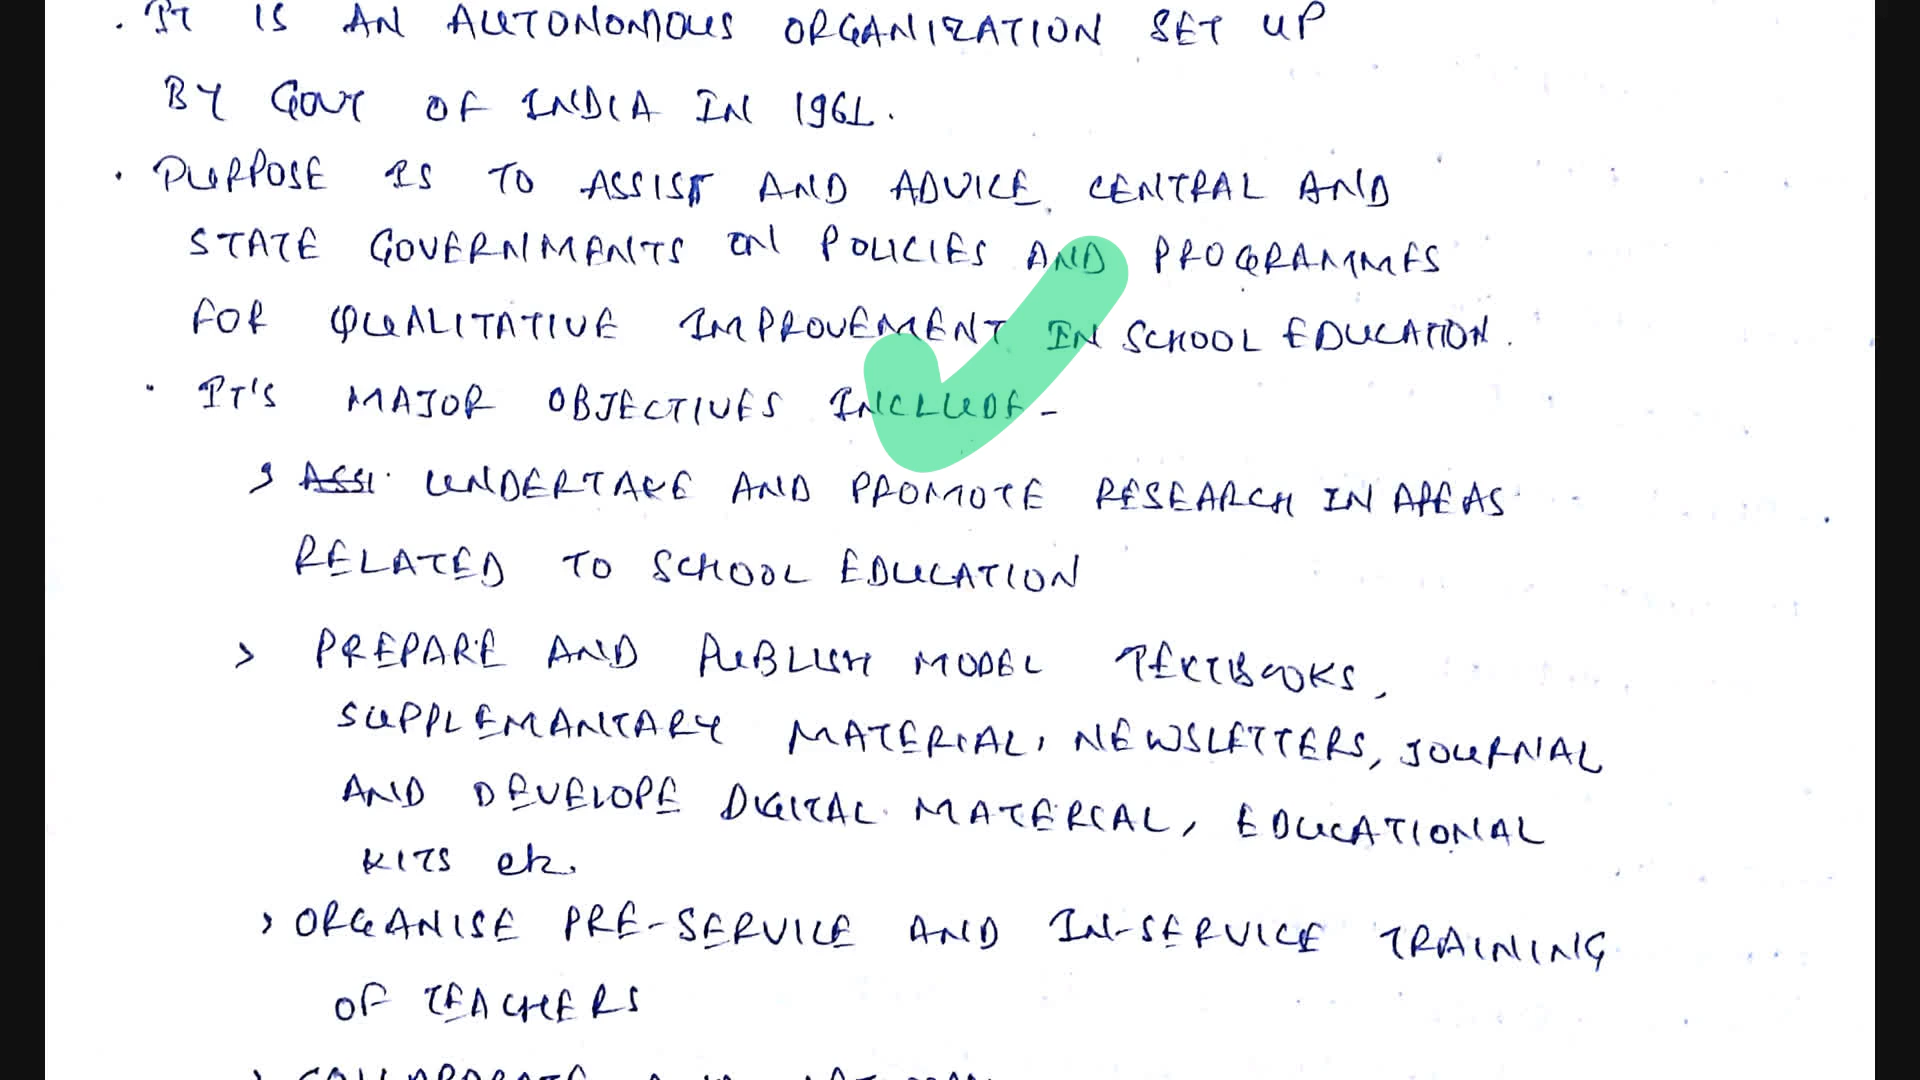 . IT IS AN AUTONOMOUS ORGANIZATION SET UP
BY GOVT OF INDIA IN 1961.
. PURPOSE IS TO ASSIST AND ADVICE CENTRAL AND
STATE GOVERNMANTS ON POLICIES AND PROGRAMMES
FOR QUALITATIVE IMPROVEMENT IN SCHOOL EDUCATION.
. IT'S MAJOR OBJECTIVES INCLUDE -
> ASSI UNDERTAKE AND PROMOTE RESEARCH IN AREAS
RELATED TO SCHOOL EDUCATION
> PREPARE AND PUBLISH MODEL TEXTBOOKS,
SUPPLEMANTARY MATERIAL, NEWSLETTERS, JOURNAL
AND DEVELOPE DIGITAL MATERIAL, EDUCATIONAL
KITS etc.
> ORGANISE PRE-SERVICE AND IN-SERVICE TRAINING
OF TEACHERS
> COLLABORATE